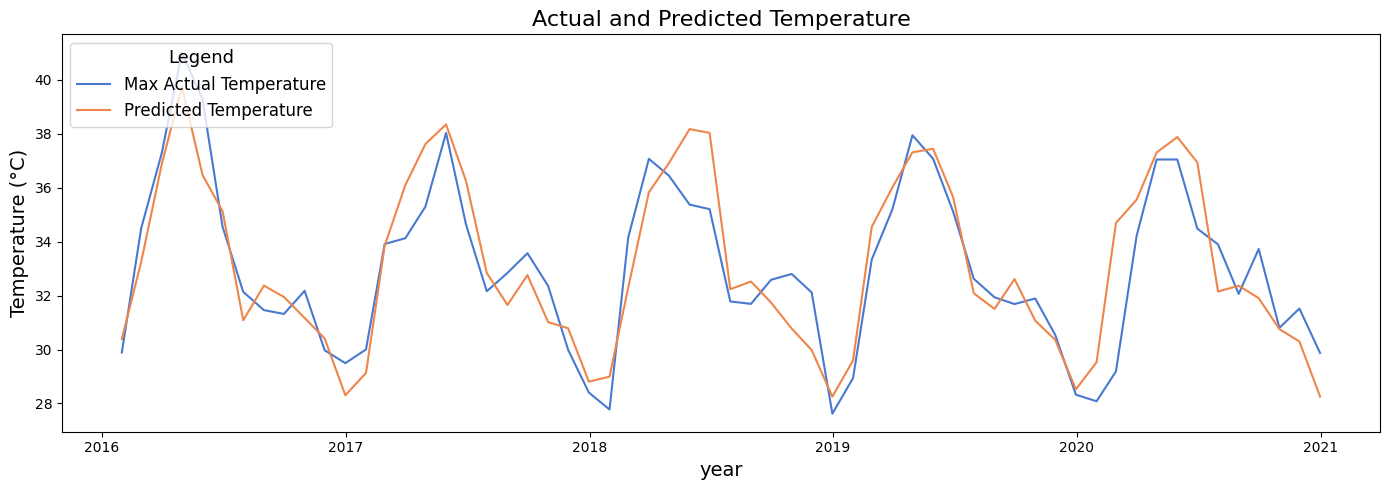 Actual and Predicted Temperature
Legend
Max Actual Temperature
Predicted Temperature
Temperature (°C)
40
38
36
34
32
30
28
2016
2017
2018
2019
2020
2021
year